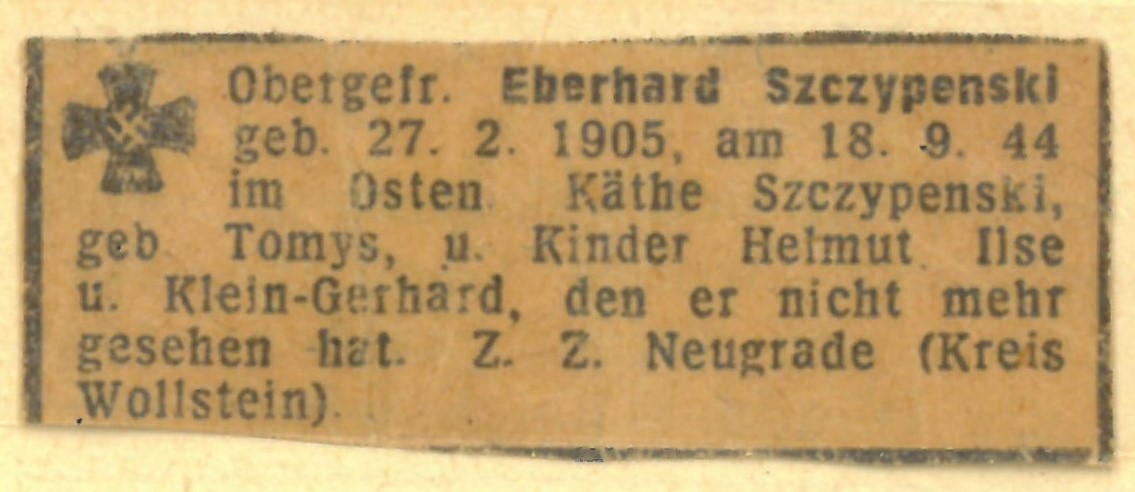 Obergefr. Eberhard Szczypenski
geb. 27. 2. 1905, am 18. 9. 44
im Osten. Käthe Szczypenski,
geb. Tomys, u. Kinder Helmut, Ilse
u. Klein-Gerhard, den er nicht mehr
gesehen hat. Z. Z. Neugrade (Kreis
Wollstein).